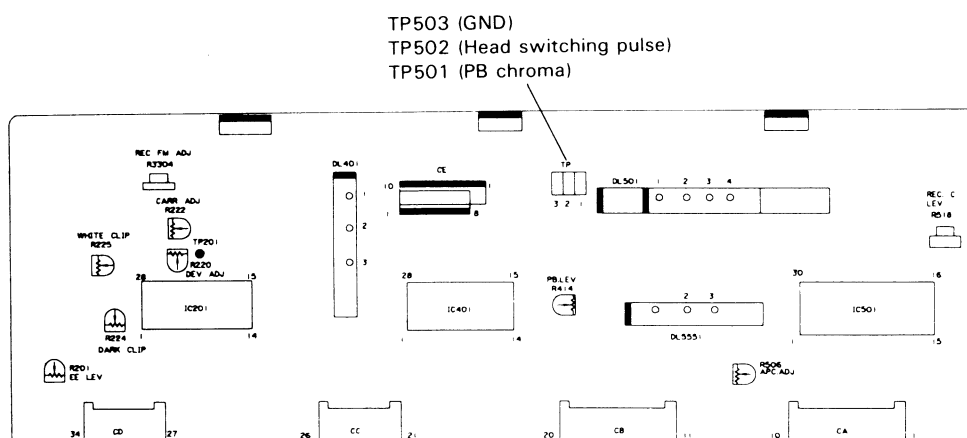 TP503 (GND)
TP502 (Head switching pulse)
TP501 (PB chroma)
REC FM ADJ
R3304
DL401
CE
10
1
1
8
TP
3 2 1
DL501
1 2 3 4
REC. C
LEV
R518
CARR ADJ
R222
1
2
3
WHITE CLIP
R225
TP201
R220
DEV ADJ
28
15
IC201
1
14
28
15
IC401
1
14
PB.LEV
R414
2 3
DL5551
30
16
IC501
1
15
R224
DARK CLIP
R201
EE LEV
R506
APC.ADJ
34
CD
27
26
CC
21
20
CB
11
10
CA
1